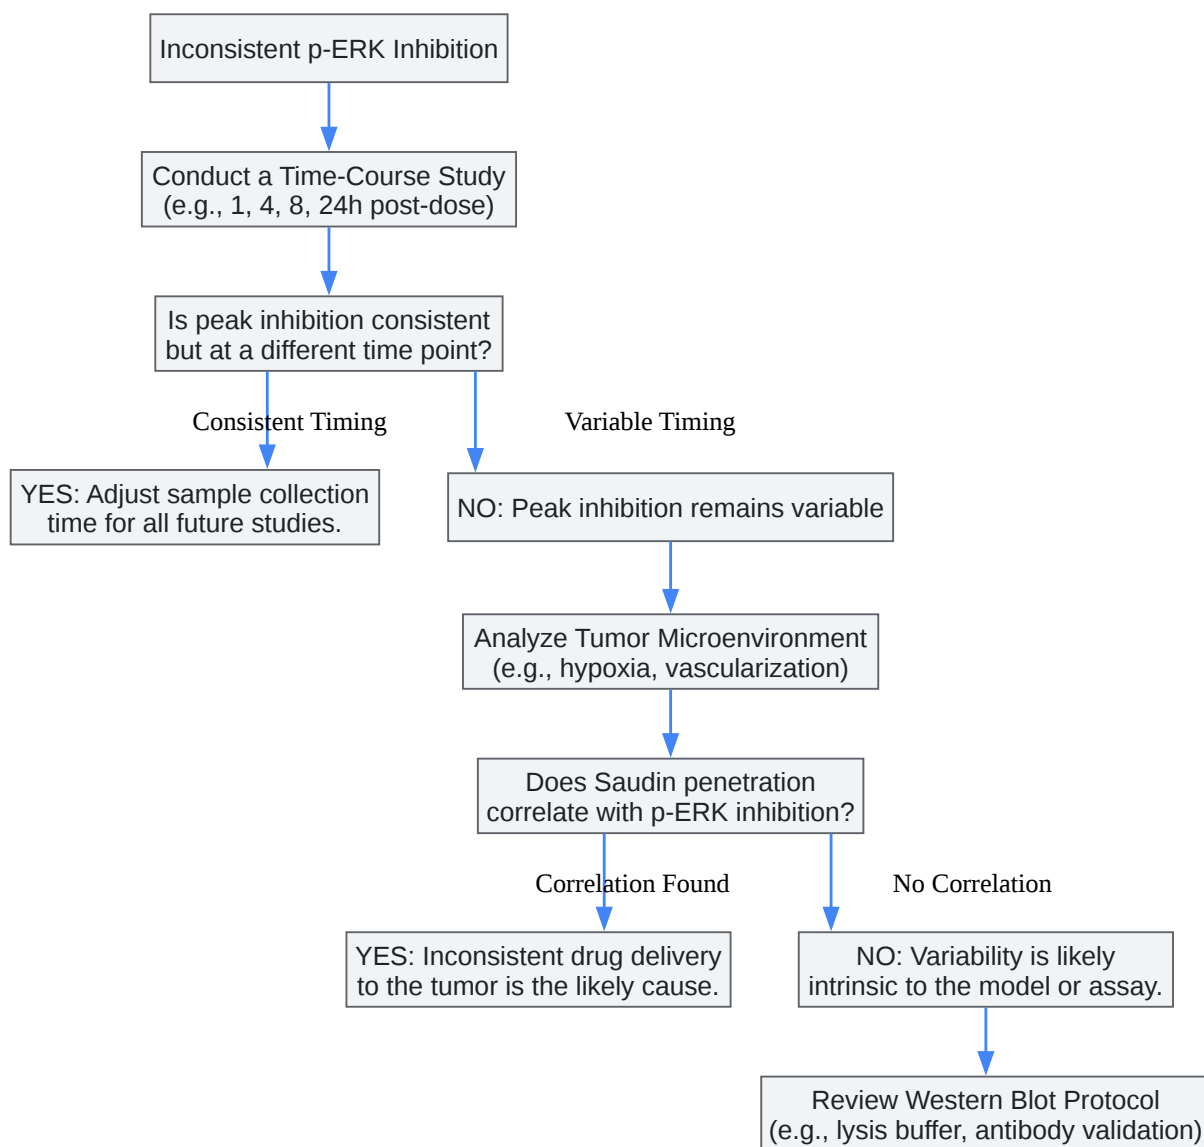 Inconsistent p-ERK Inhibition
Conduct a Time-Course Study
(e.g., 1, 4, 8, 24h post-dose)
Is peak inhibition consistent
but at a different time point?
Consistent Timing
Variable Timing
YES: Adjust sample collection
time for all future studies.
NO: Peak inhibition remains variable
Analyze Tumor Microenvironment
(e.g., hypoxia, vascularization)
Does Saudin penetration
correlate with p-ERK inhibition?
Correlation Found
No Correlation
YES: Inconsistent drug delivery
to the tumor is the likely cause.
NO: Variability is likely
intrinsic to the model or assay.
Review Western Blot Protocol
(e.g., lysis buffer, antibody validation)